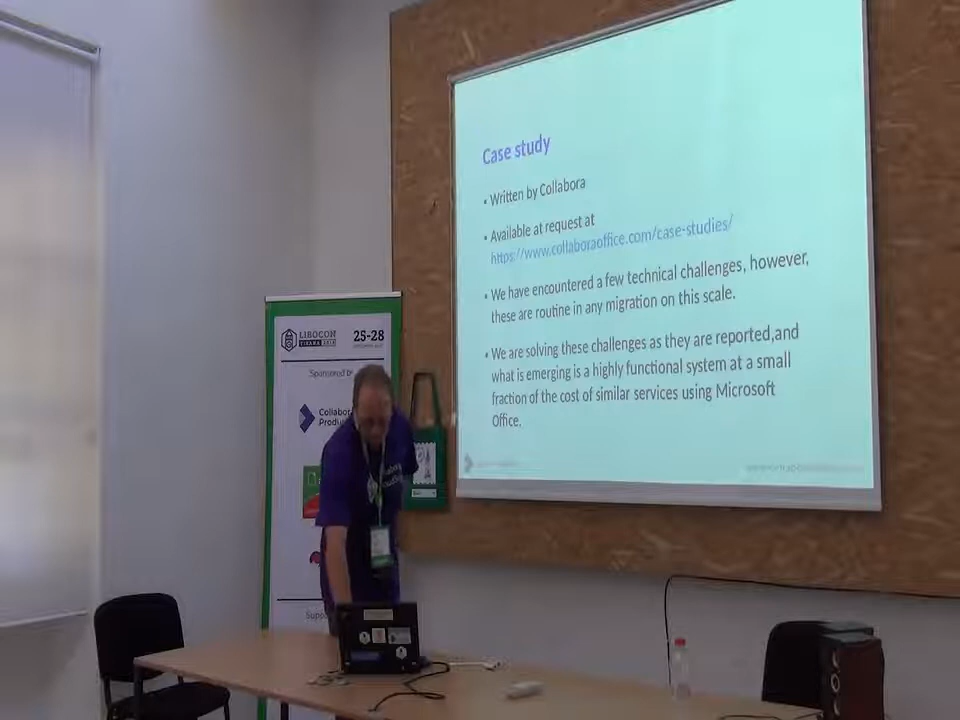 Case study
• Written by Collabora
• Available at request at
https://www.collaboraoffice.com/case-studies/
• We have encountered a few technical challenges, however,
these are routine in any migration on this scale.
• We are solving these challenges as they are reported,and
what is emerging is a highly functional system at a small
fraction of the cost of similar services using Microsoft
Office.
LIBOCON
25-28
Sponsored by